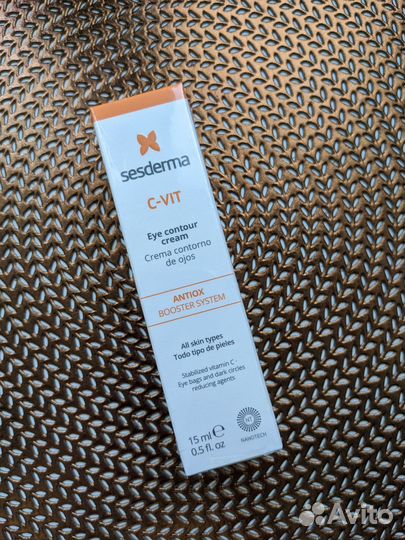 sesderma
C-VIT
Eye contour
cream
Crema contorno
de ojos
ANTIOX
BOOSTER SYSTEM
All skin types
Todo tipo de pieles
Stabilized vitamin C ·
Eye bags and dark circles
reducing agents
15 ml e
0.5 fl. oz
NT
NANOTECH
Avito